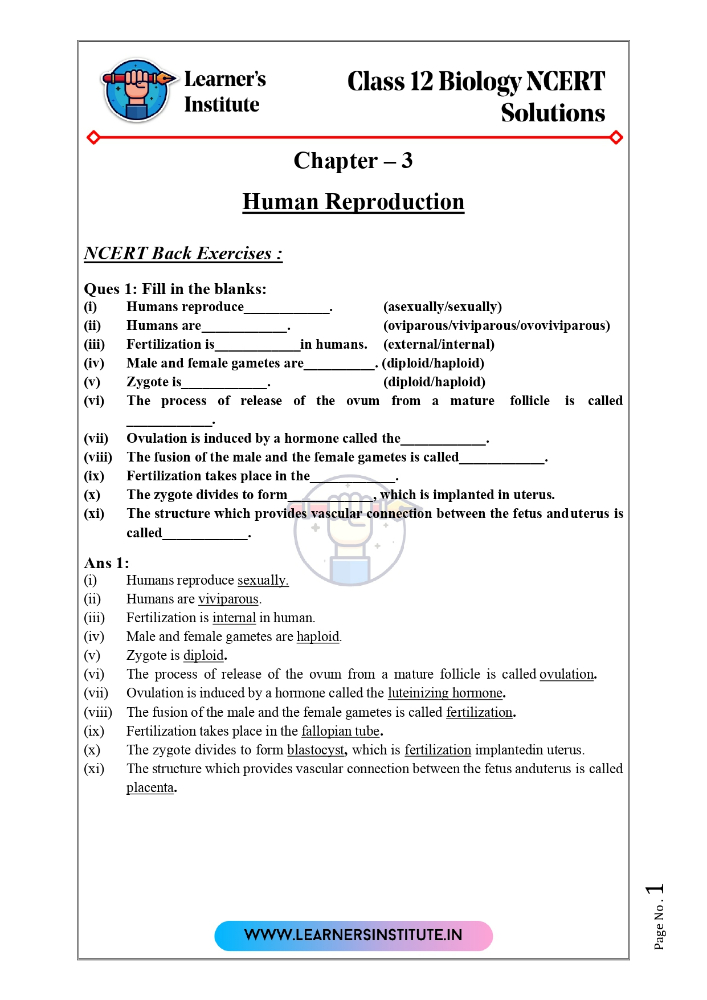 Learner's
Institute
Class 12 Biology NCERT
Solutions
Chapter – 3
Human Reproduction
NCERT Back Exercises :
Ques 1: Fill in the blanks:
(i) Humans reproduce____________. (asexually/sexually)
(ii) Humans are____________. (oviparous/viviparous/ovoviviparous)
(iii) Fertilization is____________in humans. (external/internal)
(iv) Male and female gametes are__________. (diploid/haploid)
(v) Zygote is____________. (diploid/haploid)
(vi) The process of release of the ovum from a mature follicle is called
____________.
(vii) Ovulation is induced by a hormone called the____________.
(viii) The fusion of the male and the female gametes is called____________.
(ix) Fertilization takes place in the____________.
(x) The zygote divides to form____________, which is implanted in uterus.
(xi) The structure which provides vascular connection between the fetus anduterus is
called____________.
Ans 1:
(i) Humans reproduce sexually.
(ii) Humans are viviparous.
(iii) Fertilization is internal in human.
(iv) Male and female gametes are haploid.
(v) Zygote is diploid.
(vi) The process of release of the ovum from a mature follicle is called ovulation.
(vii) Ovulation is induced by a hormone called the luteinizing hormone.
(viii) The fusion of the male and the female gametes is called fertilization.
(ix) Fertilization takes place in the fallopian tube.
(x) The zygote divides to form blastocyst, which is fertilization implantedin uterus.
(xi) The structure which provides vascular connection between the fetus anduterus is called
placenta.
Page No. 1
WWW.LEARNERSINSTITUTE.IN